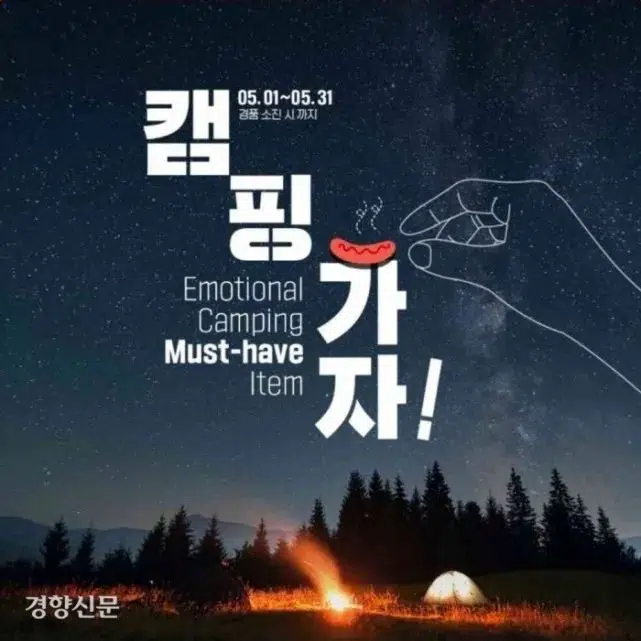 캠핑가자!
05.01~05.31
경품 소진 시 까지
Emotional
Camping
Must-have
Item
경향신문